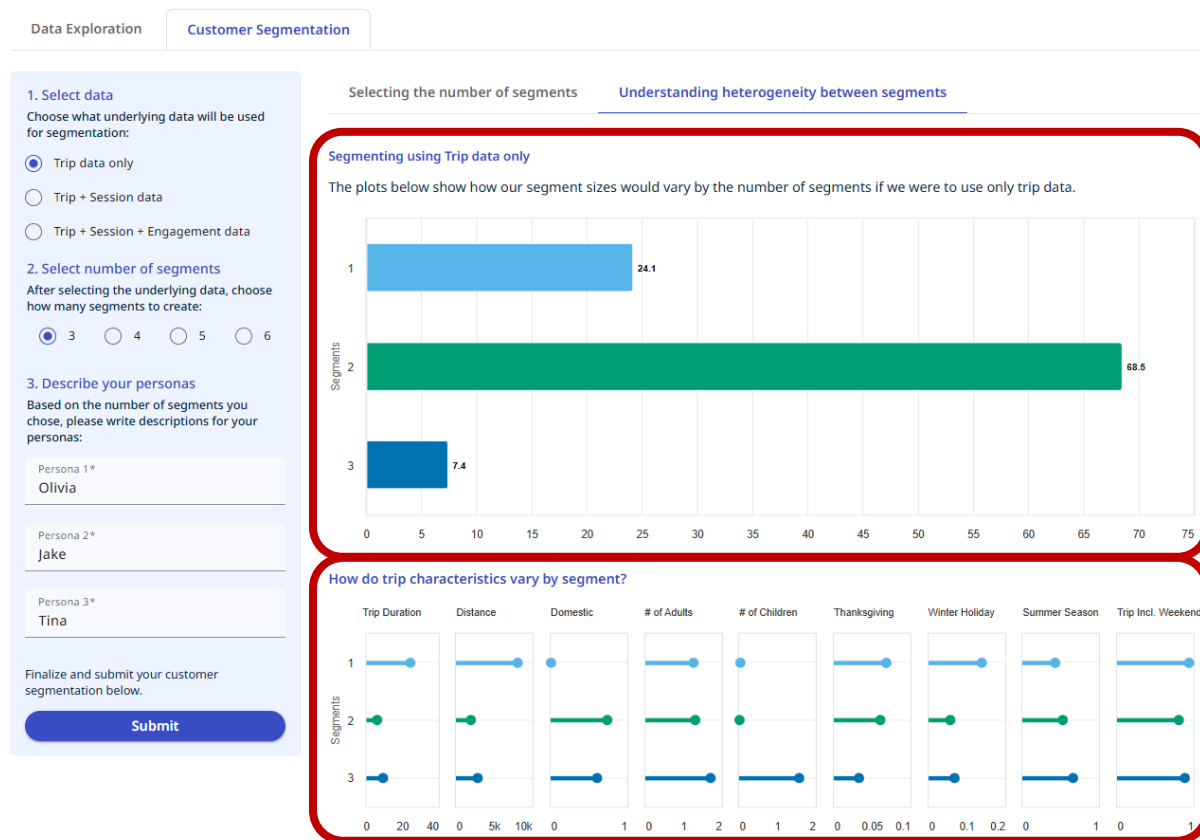 Data Exploration
Customer Segmentation
1. Select data
Choose what underlying data will be used
for segmentation:
Trip data only
Trip + Session data
Trip + Session + Engagement data
2. Select number of segments
After selecting the underlying data, choose
how many segments to create:
3 4 5 6
3. Describe your personas
Based on the number of segments you
chose, please write descriptions for your
personas:
Persona 1*
Olivia
Persona 2*
Jake
Persona 3*
Tina
Finalize and submit your customer
segmentation below.
Submit
Selecting the number of segments
Understanding heterogeneity between segments
Segmenting using Trip data only
The plots below show how our segment sizes would vary by the number of segments if we were to use only trip data.
Segments
1 24.1
2 68.5
3 7.4
0 5 10 15 20 25 30 35 40 45 50 55 60 65 70 75
How do trip characteristics vary by segment?
Trip Duration Distance Domestic # of Adults # of Children Thanksgiving Winter Holiday Summer Season Trip Incl. Weekend
Segments
1
2
3
0 20 40 0 5k 10k 0 1 0 1 2 0 1 2 0 0.05 0.1 0 0.1 0.2 0 1 0 1